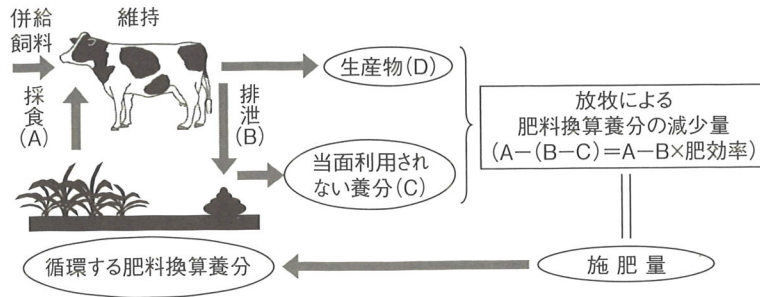 併給
飼料
維持
採食
(A)
排泄
(B)
生産物(D)
当面利用され
ない養分(C)
放牧による
肥料換算養分の減少量
(A－(B－C)＝A－B×肥効率)
循環する肥料換算養分
施肥量